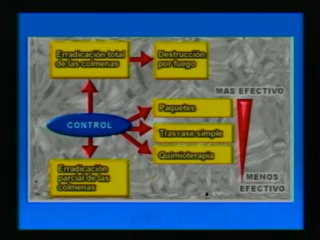 Erradicación total
de las colmenas
Destrucción
por fuego
MAS EFECTIVO
Paquetes
CONTROL
Trasvase simple
Quimioterapia
Erradicación
parcial de las
colmenas
MENOS
EFECTIVO